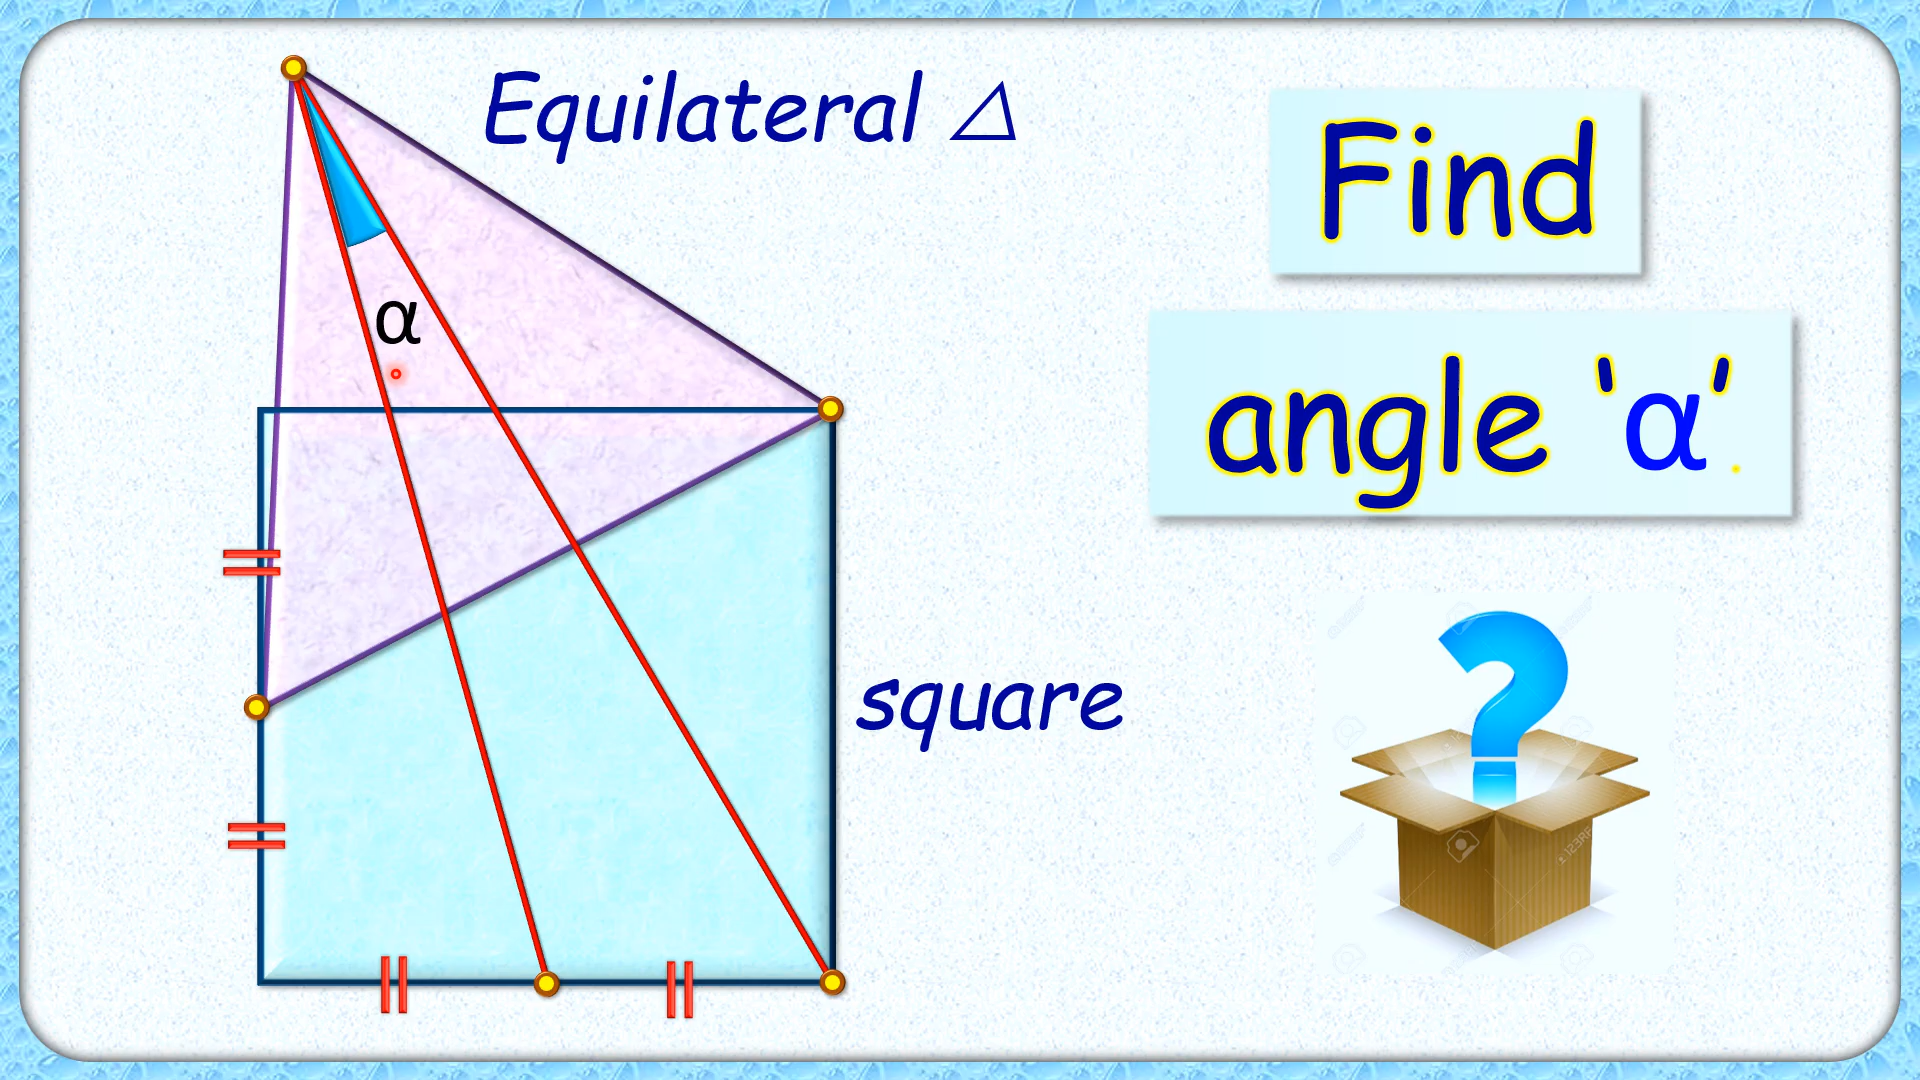 Equilateral △
Find
angle 'α'.
α
square
?